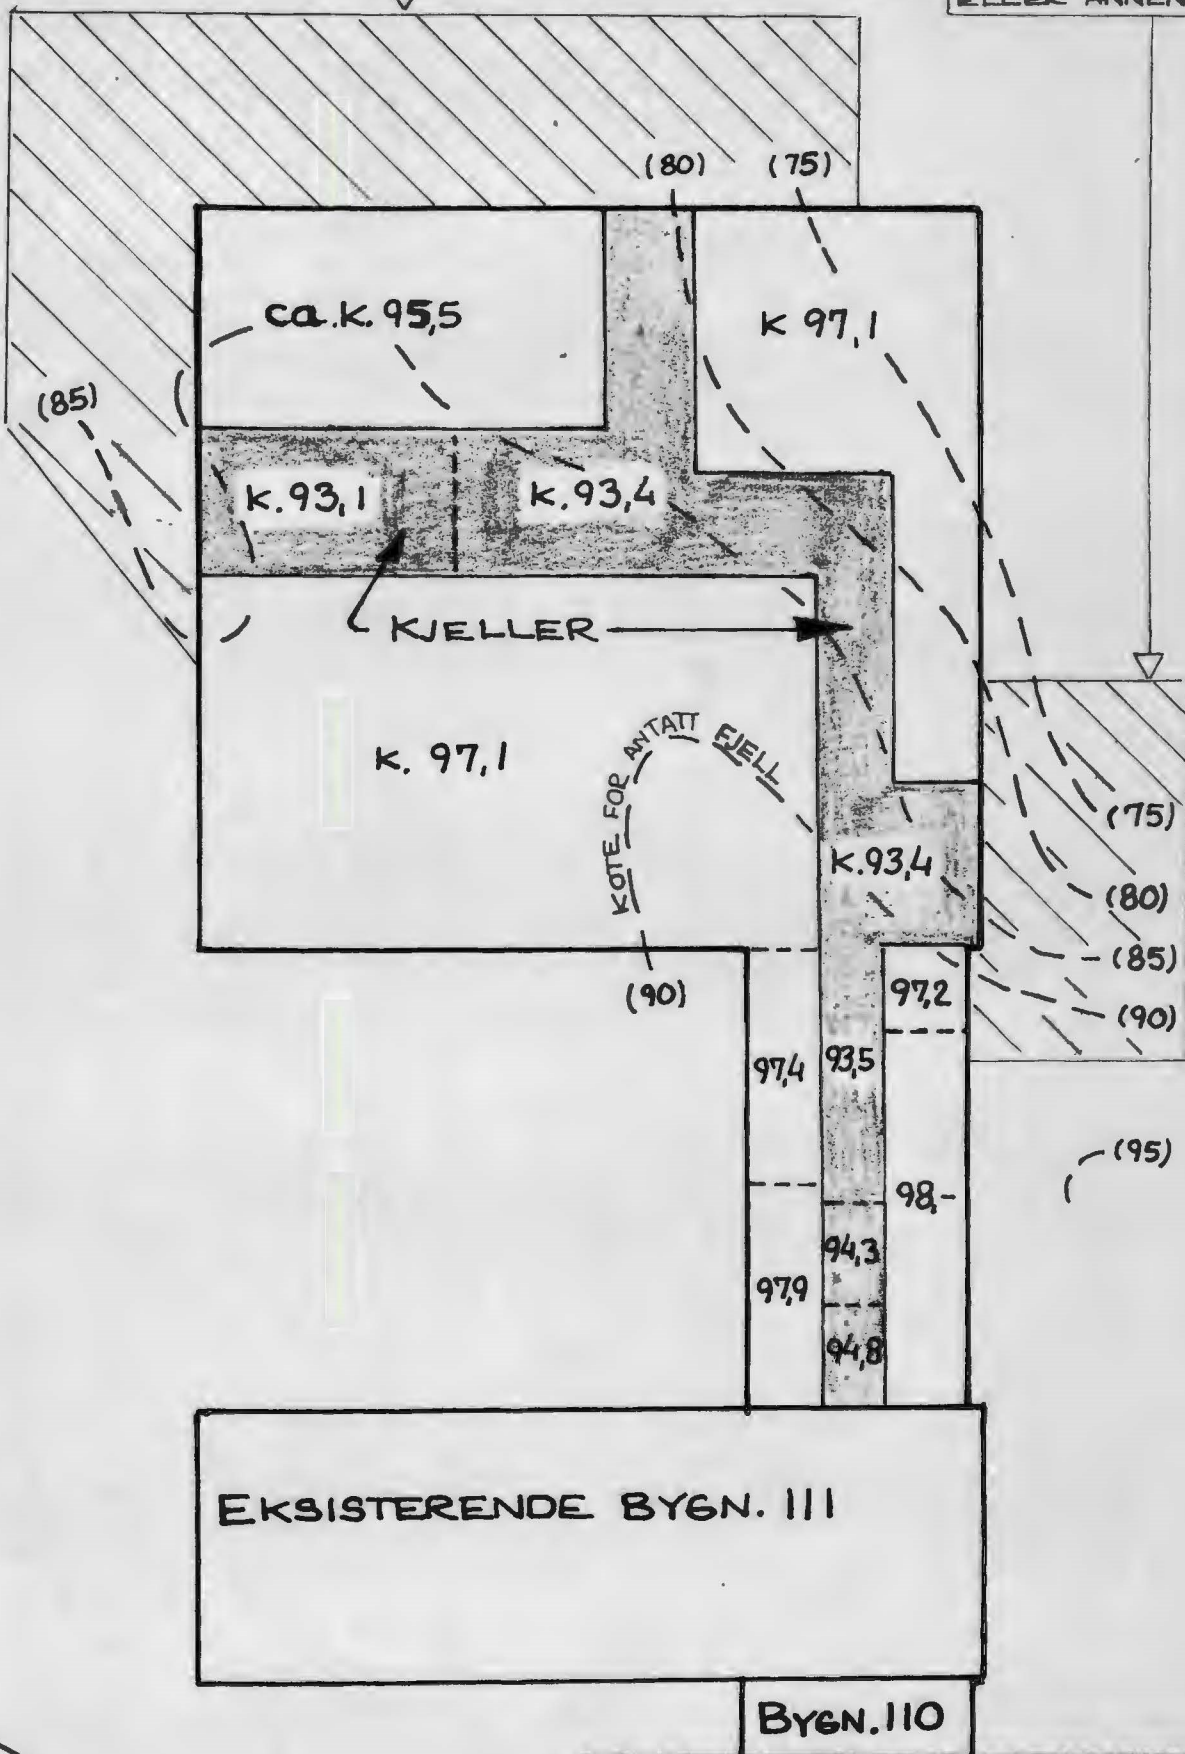 ELLER ANNEN
(80)
(75)
ca. K. 95,5
K 97,1
(85)
K. 93,1
K. 93,4
KJELLER
K. 97,1
KOTE FOR ANTATT FJELL
(75)
K. 93,4
(80)
(85)
(90)
97,2
(90)
97,4
93,5
(95)
98,-
94,3
97,9
94,8
EKSISTERENDE BYGN. 111
BYGN. 110